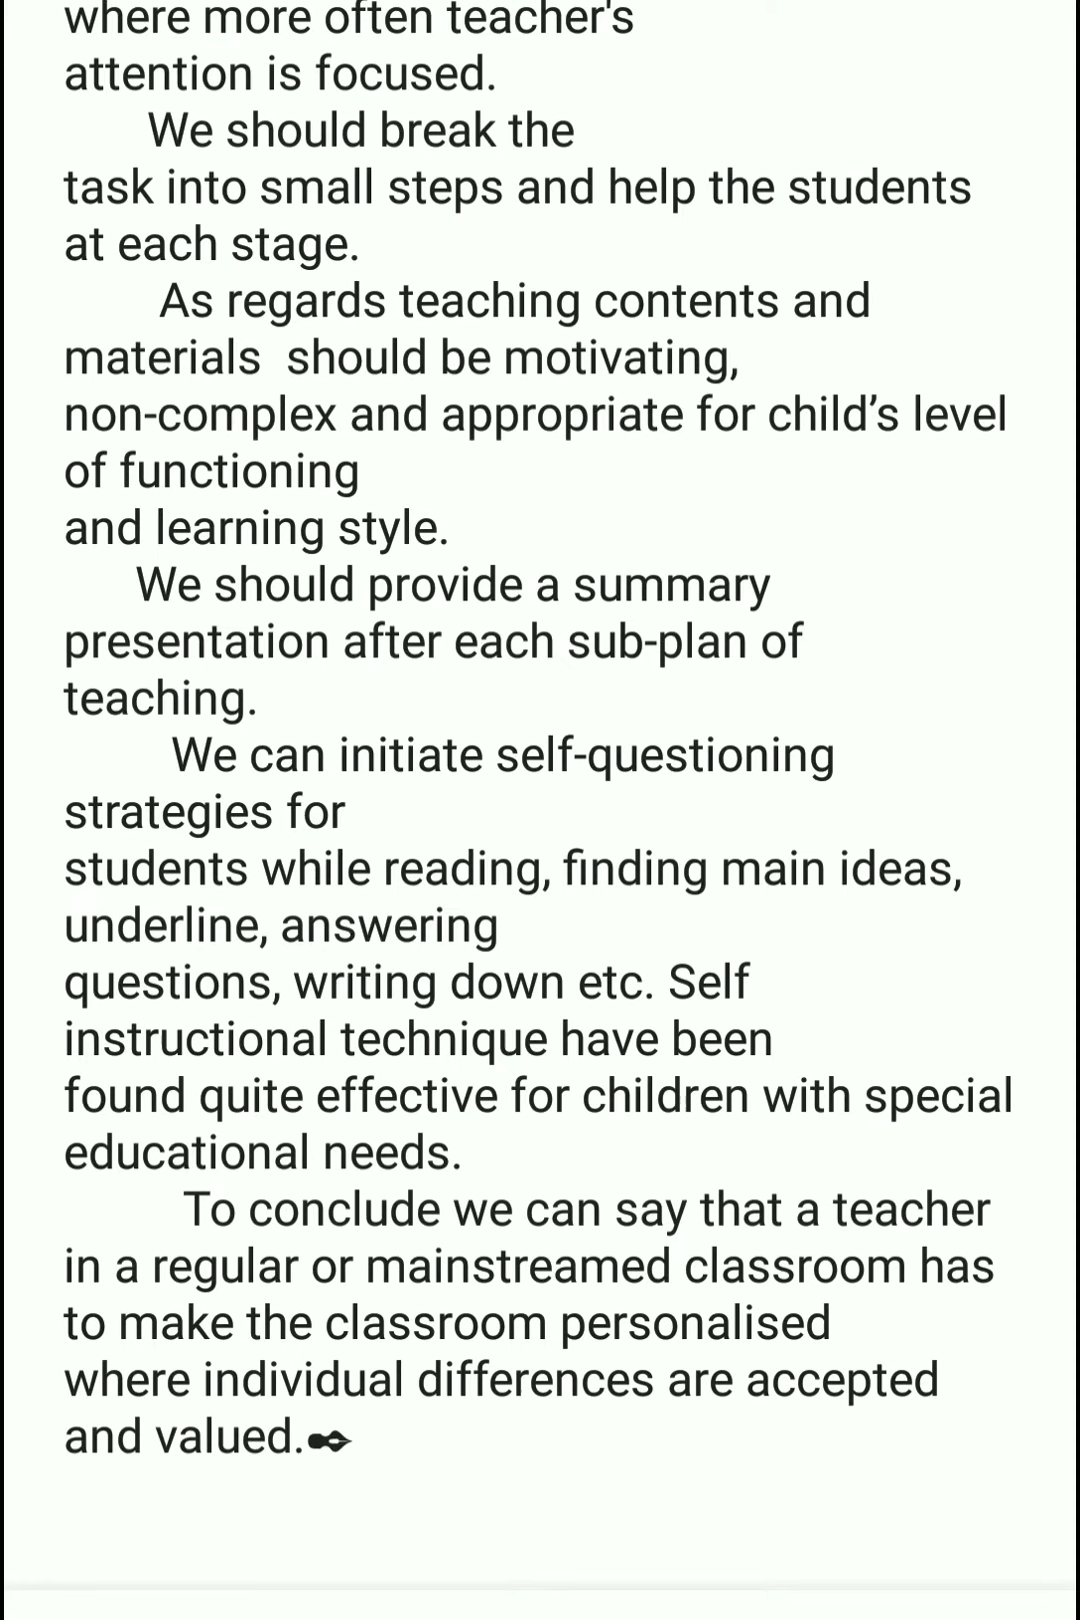 where more often teacher's
attention is focused.
We should break the
task into small steps and help the students
at each stage.
As regards teaching contents and
materials  should be motivating,
non-complex and appropriate for child’s level
of functioning
and learning style.
We should provide a summary
presentation after each sub-plan of
teaching.
We can initiate self-questioning
strategies for
students while reading, finding main ideas,
underline, answering
questions, writing down etc. Self
instructional technique have been
found quite effective for children with special
educational needs.
To conclude we can say that a teacher
in a regular or mainstreamed classroom has
to make the classroom personalised
where individual differences are accepted
and valued.✒